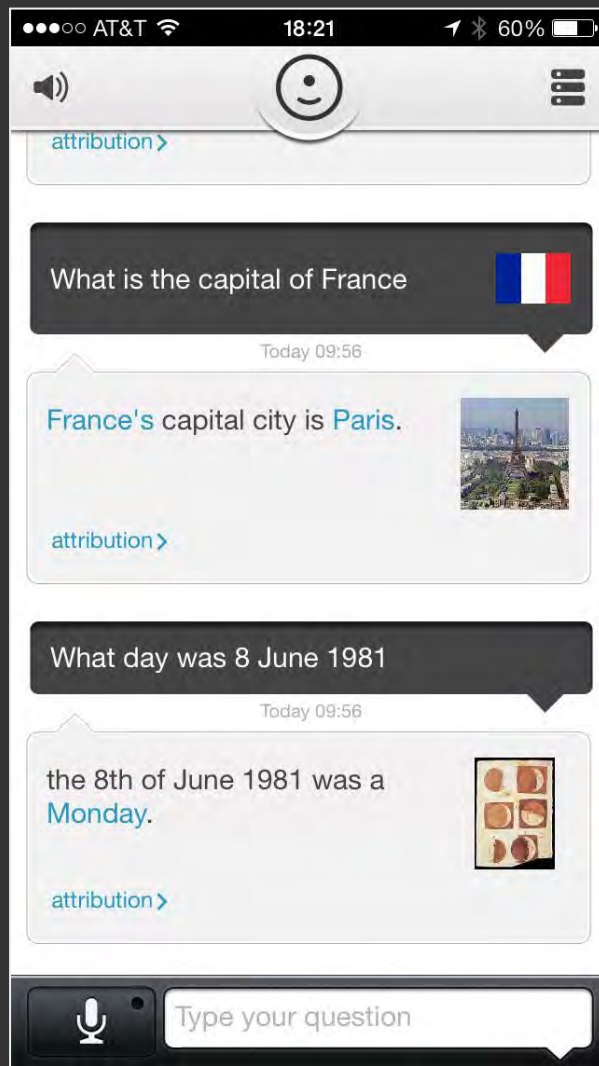 ●●●○○ AT&T 18:21 60%
attribution >
What is the capital of France
Today 09:56
France's capital city is Paris.
attribution >
What day was 8 June 1981
Today 09:56
the 8th of June 1981 was a
Monday.
attribution >
Type your question